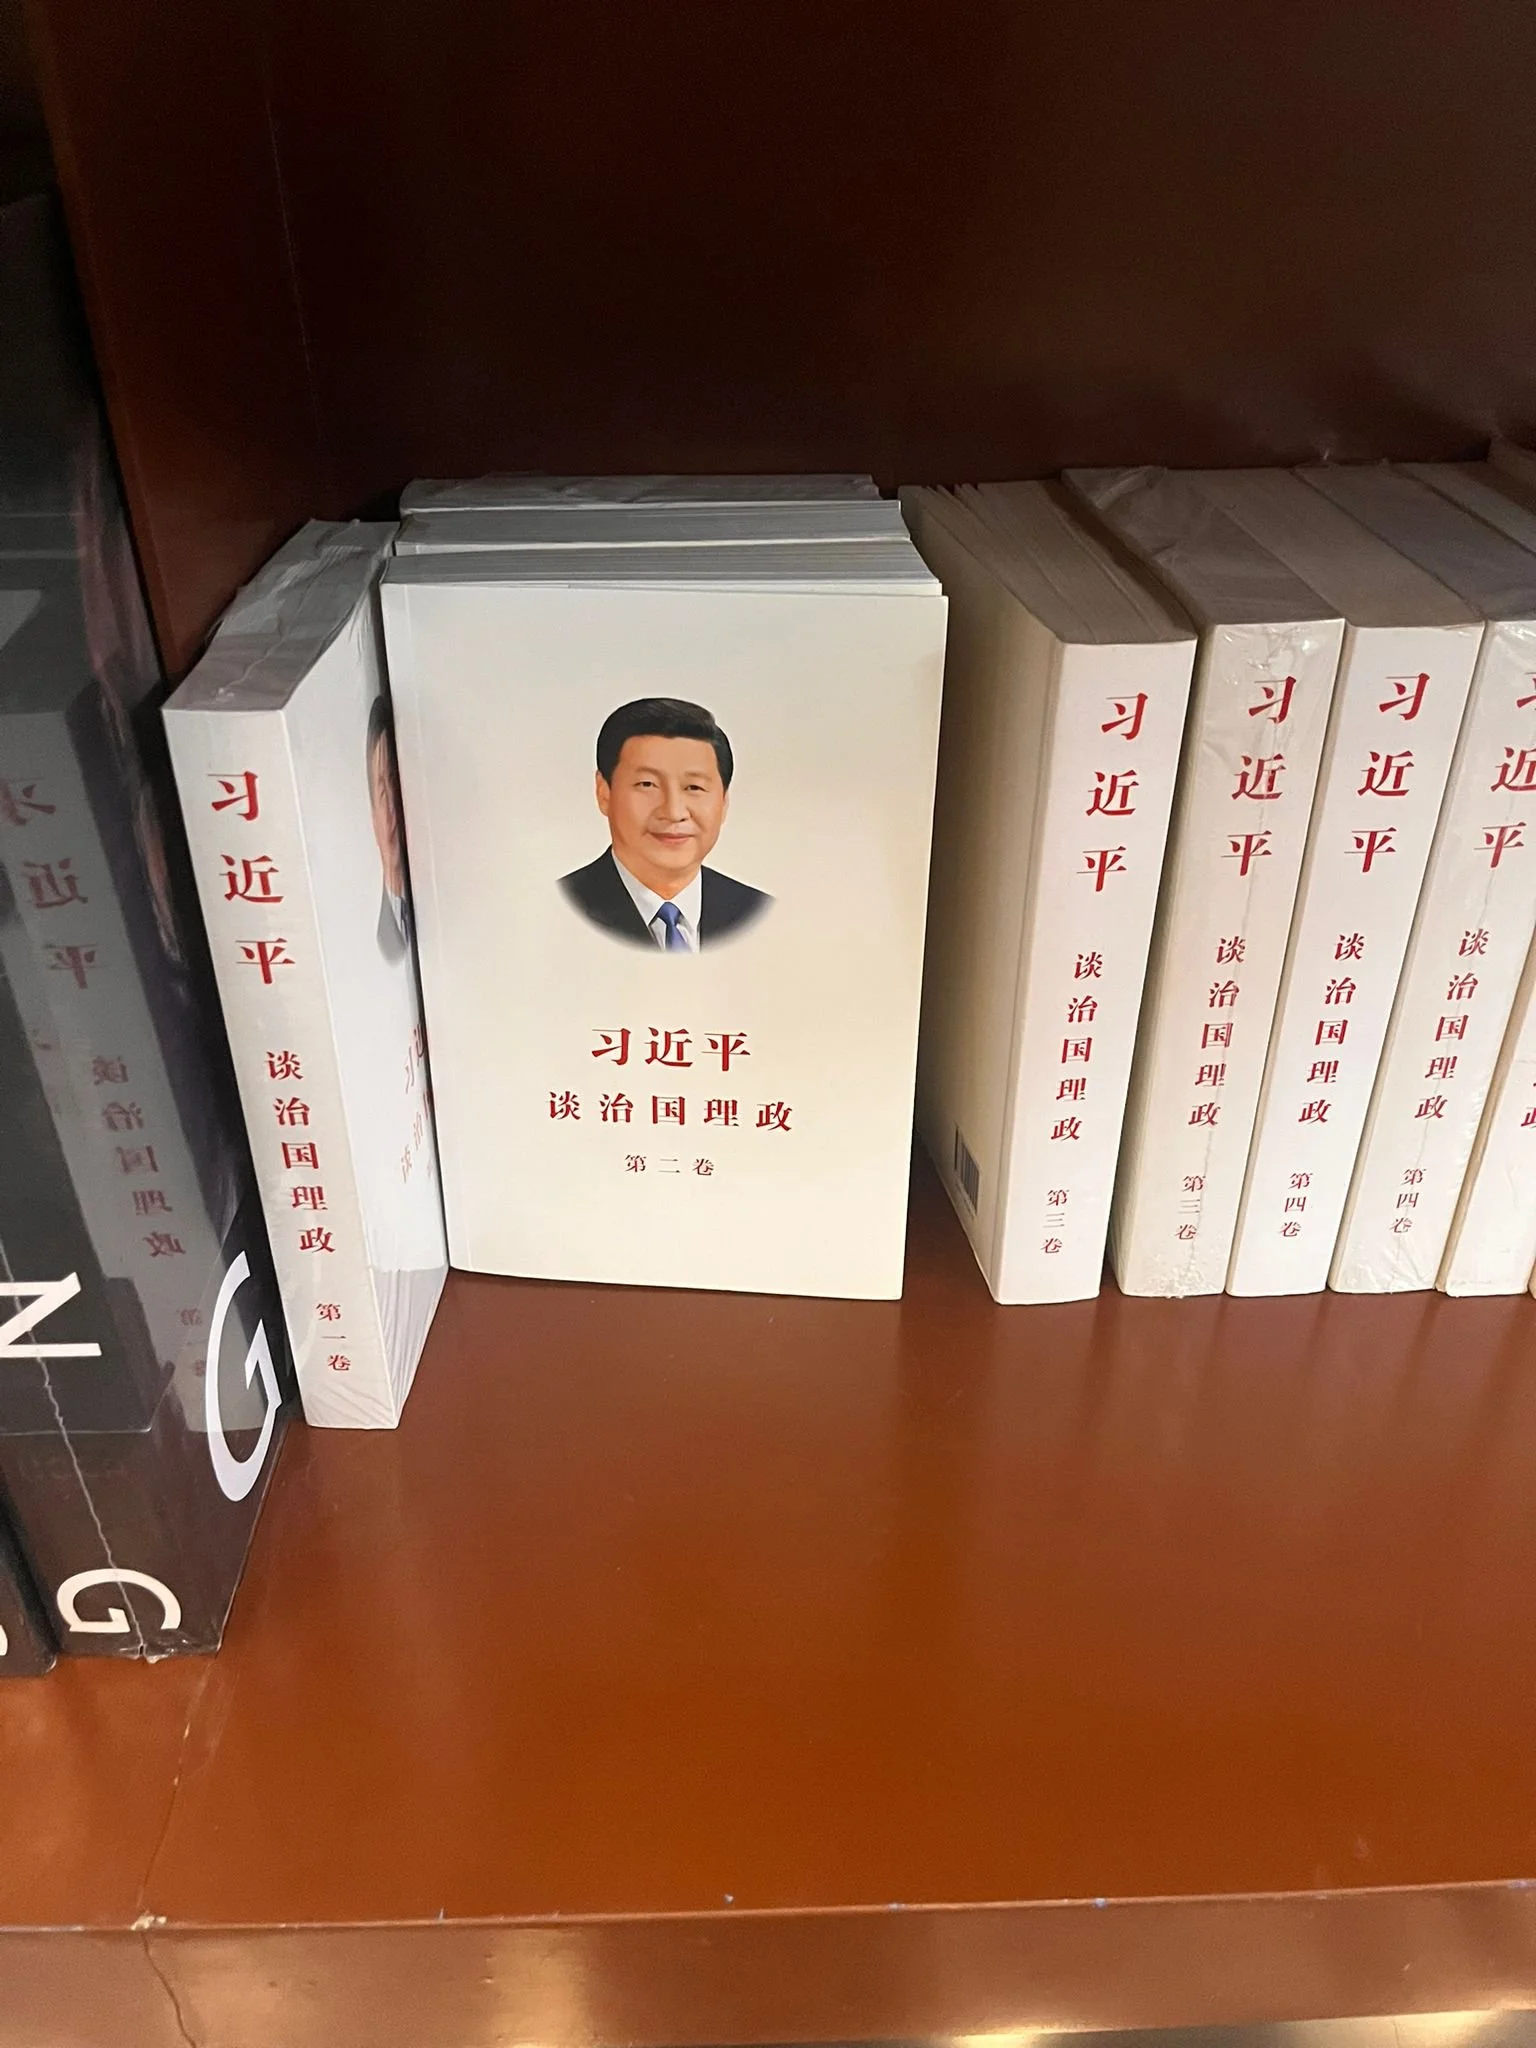 N
G
G
习近平 谈治国理政 第一卷
习近平
谈治国理政
第二卷
习近平 谈治国理政 第三卷
习近平 谈治国理政 第三卷
习近平 谈治国理政 第四卷
习近平 谈治国理政 第四卷